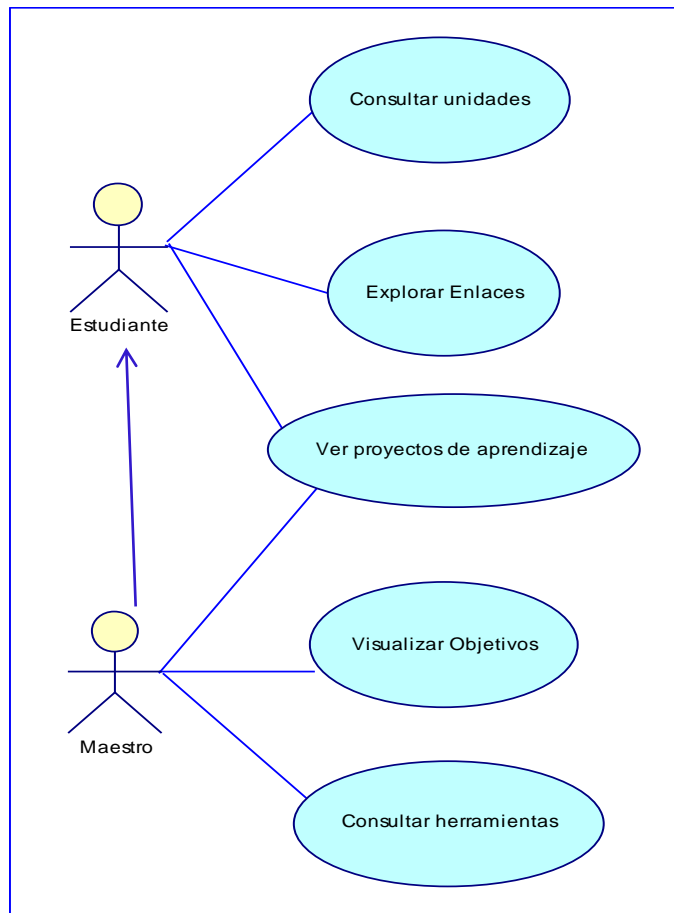 Consultar unidades
Explorar Enlaces
Estudiante
Ver proyectos de aprendizaje
Visualizar Objetivos
Maestro
Consultar herramientas